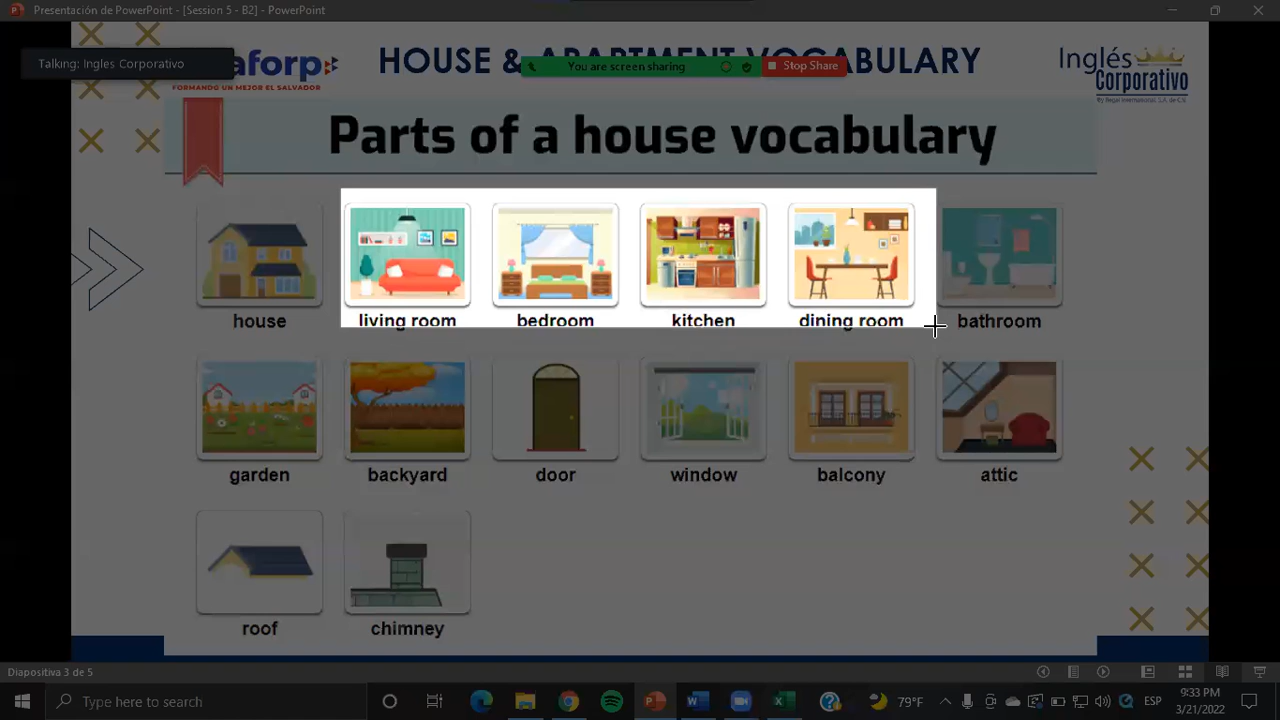 Presentación de PowerPoint - [Session 5 - B2] - PowerPoint
Talking: Ingles Corporativo
aforp
FORMANDO UN MEJOR EL SALVADOR
HOUSE & APARTMENT VOCABULARY
You are screen sharing
Stop Share
Inglés
Corporativo
Parts of a house vocabulary
house living room bedroom kitchen dining room bathroom
garden backyard door window balcony attic
roof chimney
Diapositiva 3 de 5
Type here to search
79°F
ESP
9:33 PM
3/21/2022